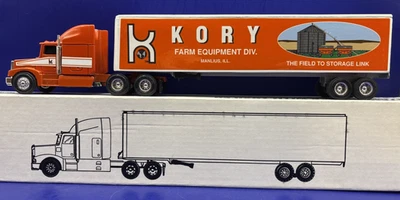 KORY
FARM EQUIPMENT DIV.
MANLIUS, ILL.
THE FIELD TO STORAGE LINK